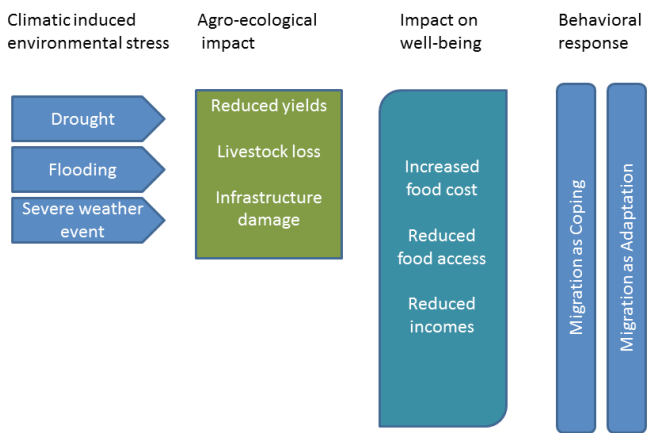 Climatic induced
environmental stress
Agro-ecological
impact
Impact on
well-being
Behavioral
response
Drought
Flooding
Severe weather
event
Reduced yields
Livestock loss
Infrastructure
damage
Increased
food cost
Reduced
food access
Reduced
incomes
Migration as Coping
Migration as Adaptation